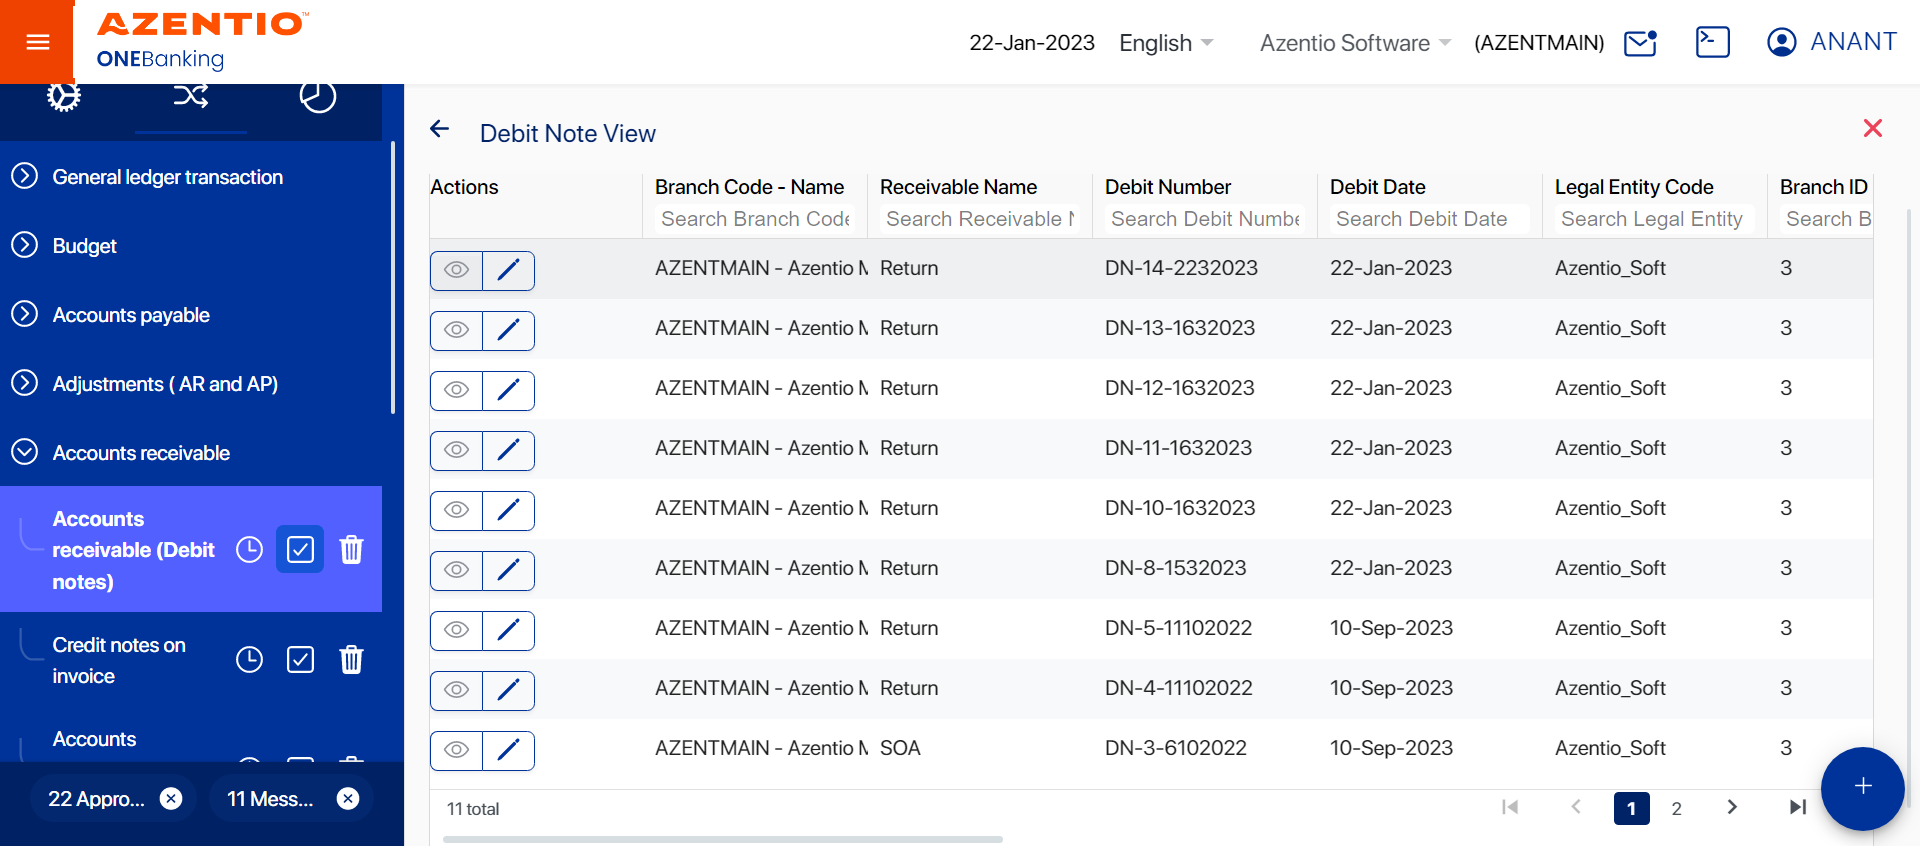 AZENTIO™
ONEBanking
22-Jan-2023 English Azentio Software (AZENTMAIN) ANANT
General ledger transaction
Budget
Accounts payable
Adjustments ( AR and AP)
Accounts receivable
Accounts
receivable (Debit
notes)
Credit notes on
invoice
Accounts
22 Appro...
11 Mess...
Debit Note View
Actions Branch Code - Name Receivable Name Debit Number Debit Date Legal Entity Code Branch ID
Search Branch Code Search Receivable N Search Debit Numbe Search Debit Date Search Legal Entity Search B
AZENTMAIN - Azentio M Return DN-14-2232023 22-Jan-2023 Azentio_Soft 3
AZENTMAIN - Azentio M Return DN-13-1632023 22-Jan-2023 Azentio_Soft 3
AZENTMAIN - Azentio M Return DN-12-1632023 22-Jan-2023 Azentio_Soft 3
AZENTMAIN - Azentio M Return DN-11-1632023 22-Jan-2023 Azentio_Soft 3
AZENTMAIN - Azentio M Return DN-10-1632023 22-Jan-2023 Azentio_Soft 3
AZENTMAIN - Azentio M Return DN-8-1532023 22-Jan-2023 Azentio_Soft 3
AZENTMAIN - Azentio M Return DN-5-11102022 10-Sep-2023 Azentio_Soft 3
AZENTMAIN - Azentio M Return DN-4-11102022 10-Sep-2023 Azentio_Soft 3
AZENTMAIN - Azentio M SOA DN-3-6102022 10-Sep-2023 Azentio_Soft 3
11 total
1 2